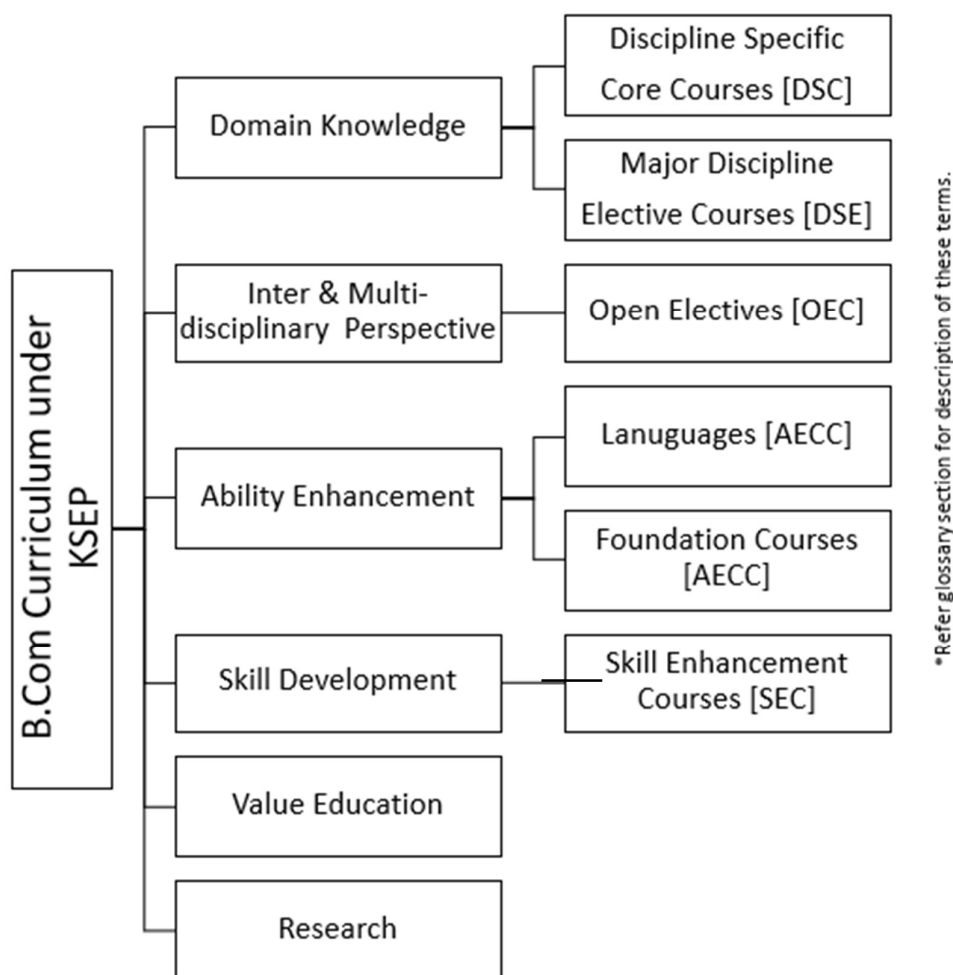 B.Com Curriculum under
KSEP
Domain Knowledge
Discipline Specific
Core Courses [DSC]
Major Discipline
Elective Courses [DSE]
Inter & Multi-
disciplinary Perspective
Open Electives [OEC]
Ability Enhancement
Lanuguages [AECC]
Foundation Courses
[AECC]
Skill Development
Skill Enhancement
Courses [SEC]
Value Education
Research
*Refer glossary section for description of these terms.